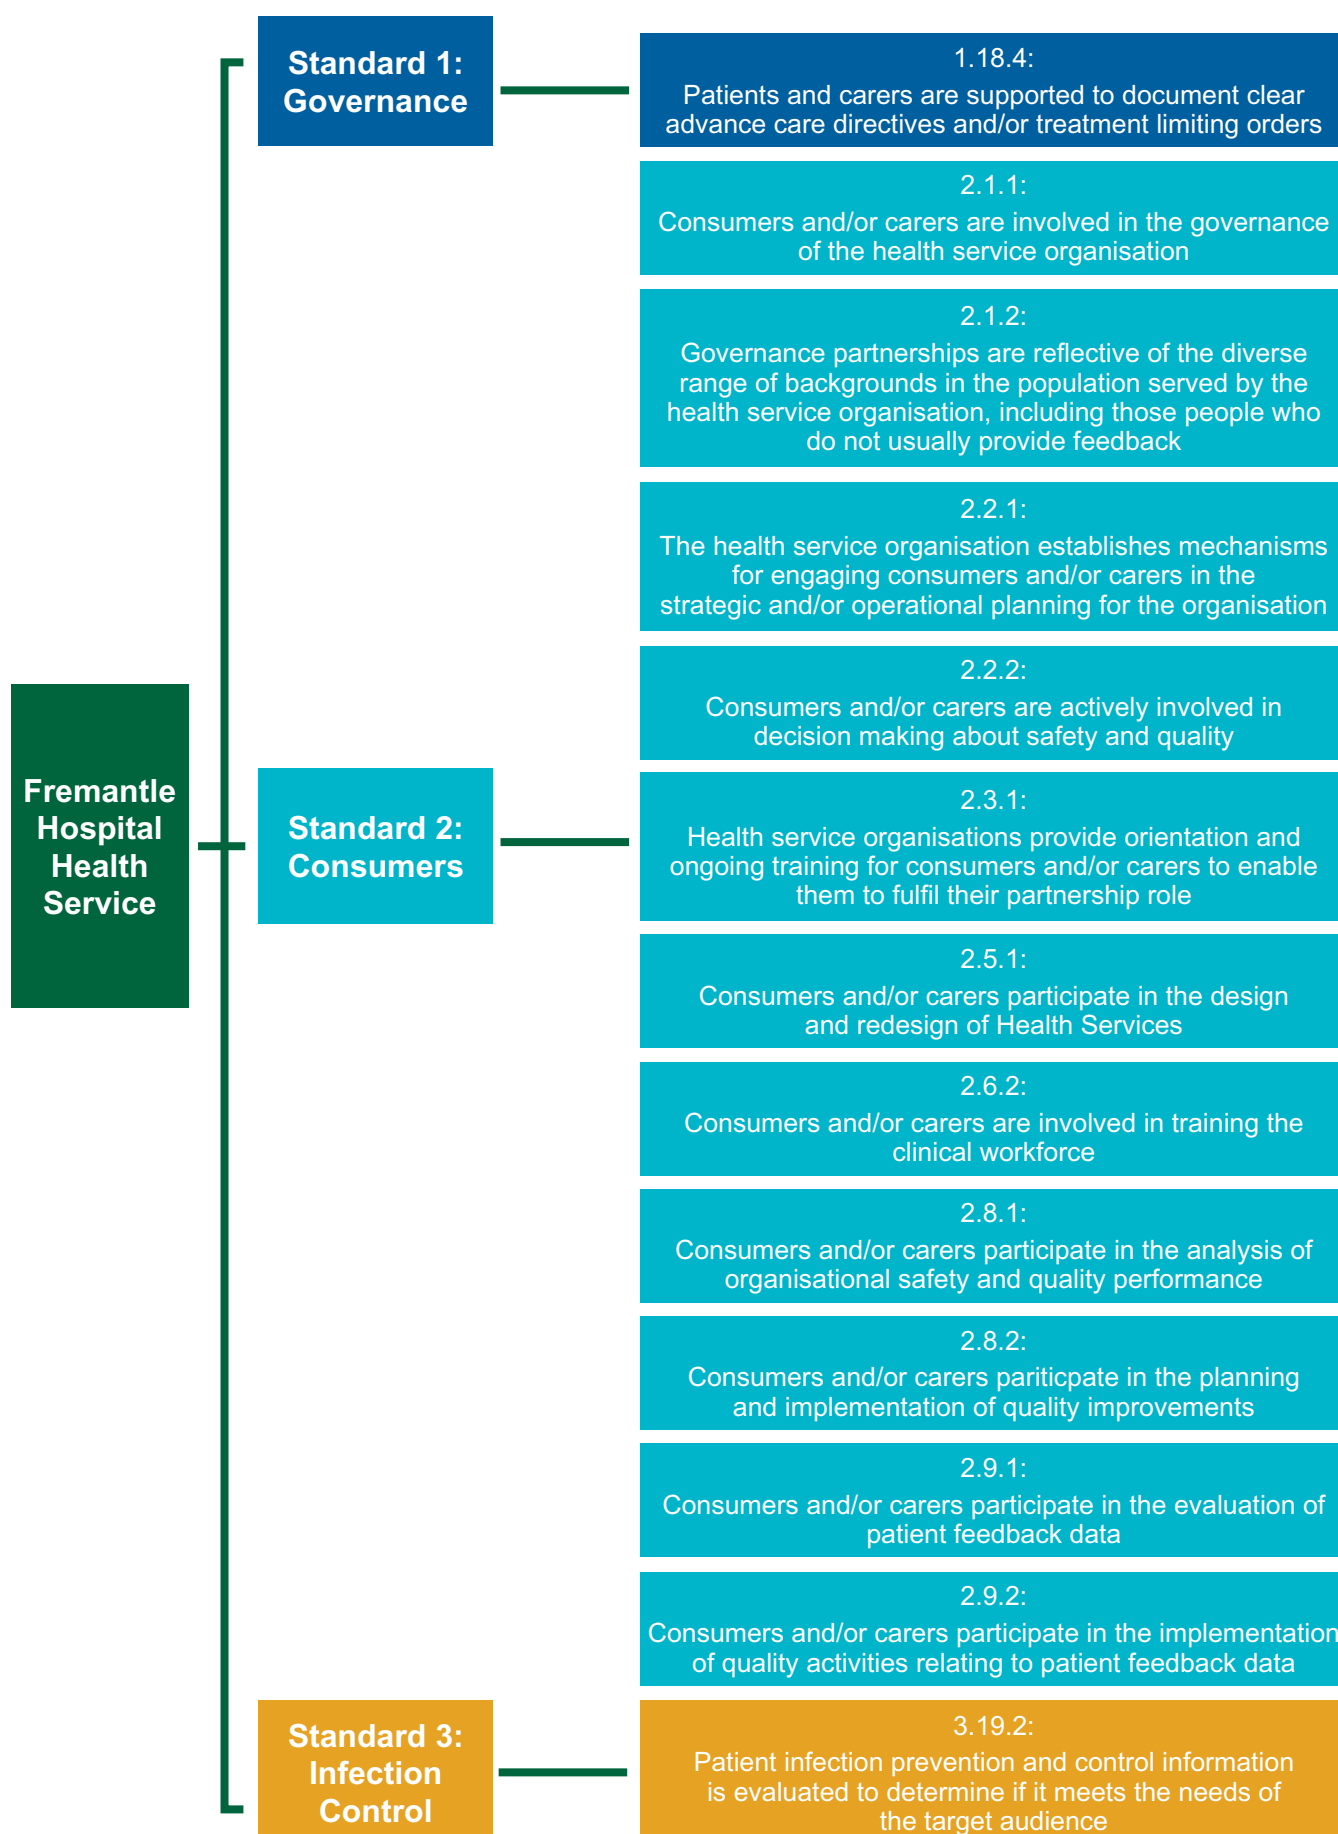 Standard 1:
Governance
1.18.4:
Patients and carers are supported to document clear
advance care directives and/or treatment limiting orders
2.1.1:
Consumers and/or carers are involved in the governance
of the health service organisation
2.1.2:
Governance partnerships are reflective of the diverse
range of backgrounds in the population served by the
health service organisation, including those people who
do not usually provide feedback
2.2.1:
The health service organisation establishes mechanisms
for engaging consumers and/or carers in the
strategic and/or operational planning for the organisation
2.2.2:
Consumers and/or carers are actively involved in
decision making about safety and quality
Fremantle
Hospital
Health
Service
Standard 2:
Consumers
2.3.1:
Health service organisations provide orientation and
ongoing training for consumers and/or carers to enable
them to fulfil their partnership role
2.5.1:
Consumers and/or carers participate in the design
and redesign of Health Services
2.6.2:
Consumers and/or carers are involved in training the
clinical workforce
2.8.1:
Consumers and/or carers participate in the analysis of
organisational safety and quality performance
2.8.2:
Consumers and/or carers pariticpate in the planning
and implementation of quality improvements
2.9.1:
Consumers and/or carers participate in the evaluation of
patient feedback data
2.9.2:
Consumers and/or carers participate in the implementation
of quality activities relating to patient feedback data
Standard 3:
Infection
Control
3.19.2:
Patient infection prevention and control information
is evaluated to determine if it meets the needs of
the target audience